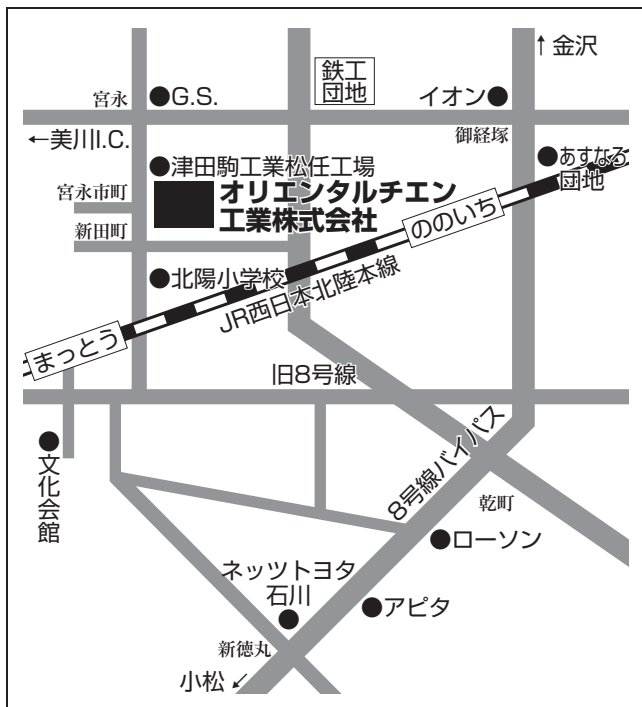 ↑金沢
鉄工
団地
宮永
●G.S.
イオン●
←美川I.C.
御経塚
●津田駒工業松任工場
●あすなろ
団地
宮永市町
オリエンタルチエン
工業株式会社
ののいち
新田町
●北陽小学校
JR西日本北陸本線
まっとう
旧8号線
●文化会館
8号線バイパス
乾町
●ローソン
ネッツトヨタ
石川
●アピタ
新徳丸
小松↙